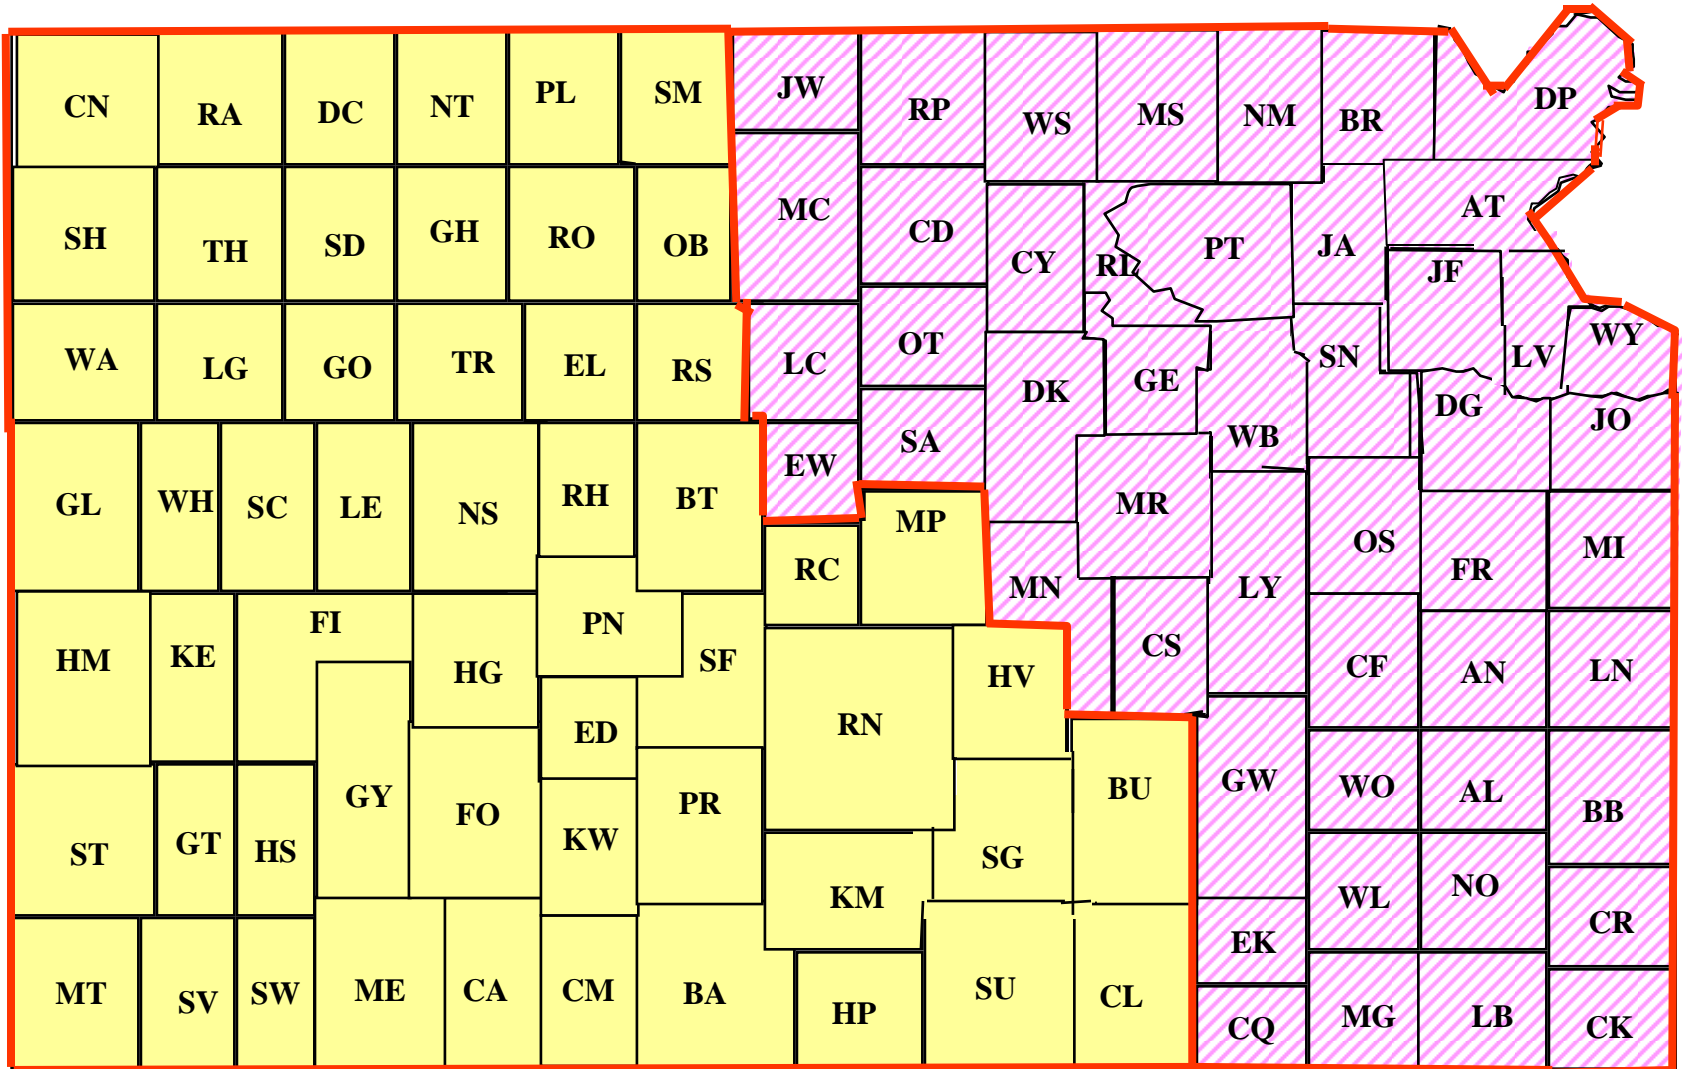 CN RA DC NT PL SM JW RP WS MS NM BR DP
SH TH SD GH RO OB MC CD CY RL PT JA JF AT
WA LG GO TR EL RS LC OT DK GE SN LV WY
GL WH SC LE NS RH BT EW SA MR WB DG JO
HM KE FI HG PN SF RC MP MN LY OS FR MI
ED RN HV CS CF AN LN
ST GT HS GY FO KW PR SG BU GW WO AL BB
KM WL NO CR
MT SV SW ME CA CM BA HP SU CL EK
CQ MG LB CK